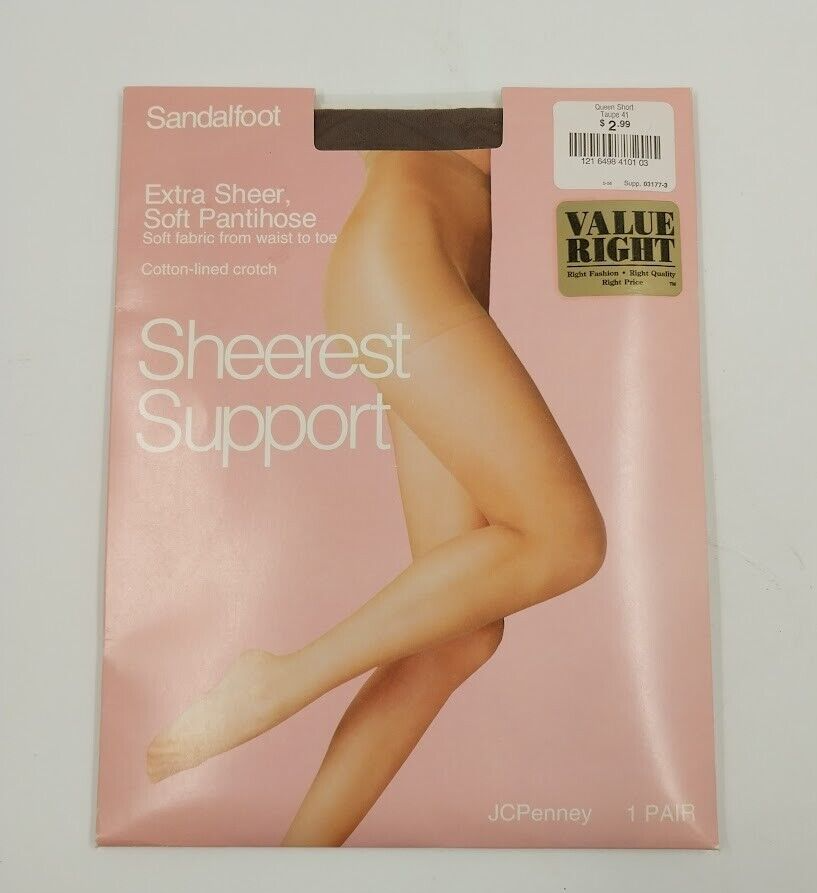 Sandalfoot
Extra Sheer,
Soft Pantihose
Soft fabric from waist to toe
Cotton-lined crotch
Sheerest
Support
Queen Short
Taupe 41
$ 2.99
121 6498 4101 03
Supp. 03177-3
VALUE
RIGHT
Right Fashion • Right Quality
Right Price ™
JCPenney 1 PAIR